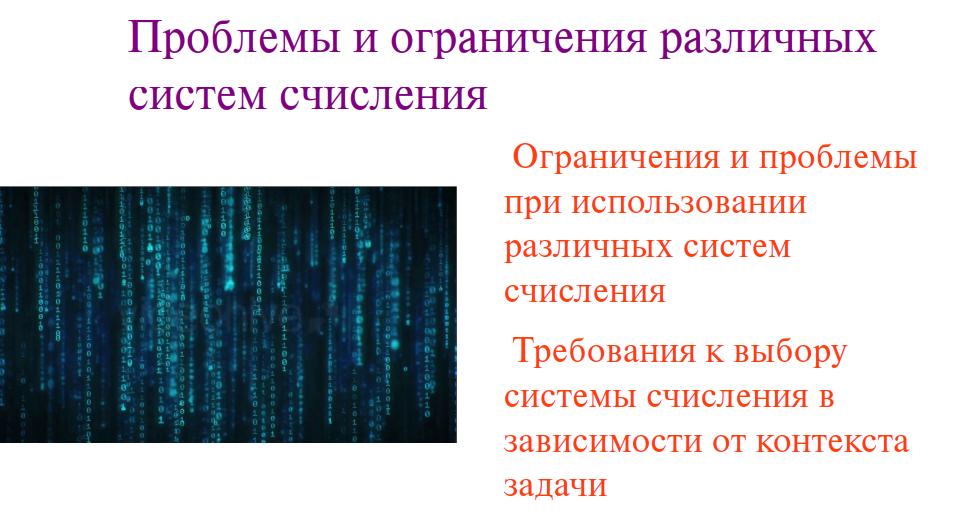 Проблемы и ограничения различных
систем счисления
Ограничения и проблемы
при использовании
различных систем
счисления
Требования к выбору
системы счисления в
зависимости от контекста
задачи